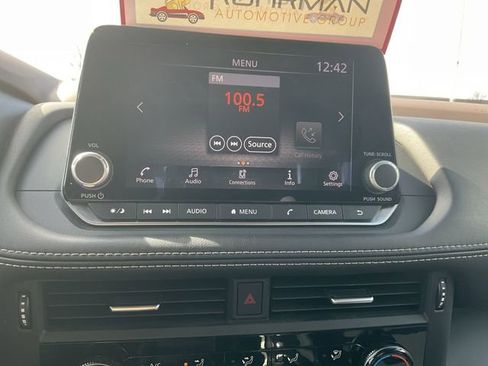 ROHRMAN
AUTOMOTIVE GROUP
MENU
12:42
FM
100.5
FM
Source
Call History
VOL
PUSH
TUNE·SCROLL
PUSH SOUND
Phone
Audio
Connections
Info
Settings
AUDIO
MENU
CAMERA